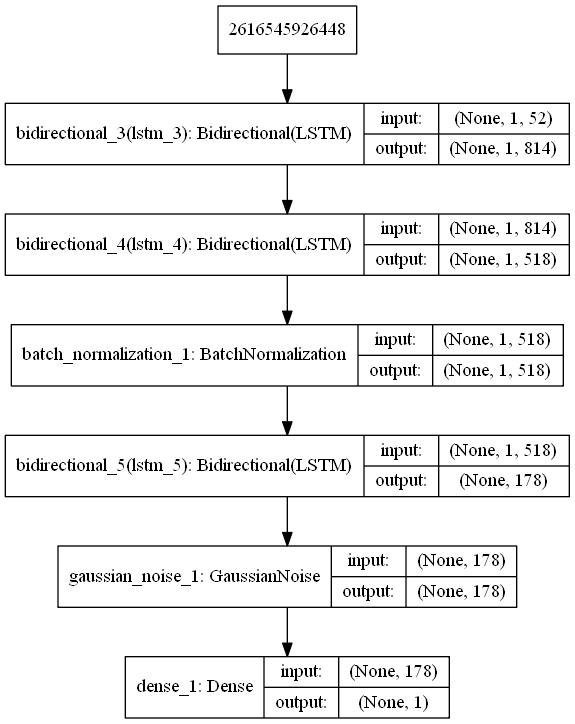 2616545926448
bidirectional_3(lstm_3): Bidirectional(LSTM) input: (None, 1, 52)
output: (None, 1, 814)
bidirectional_4(lstm_4): Bidirectional(LSTM) input: (None, 1, 814)
output: (None, 1, 518)
batch_normalization_1: BatchNormalization input: (None, 1, 518)
output: (None, 1, 518)
bidirectional_5(lstm_5): Bidirectional(LSTM) input: (None, 1, 518)
output: (None, 178)
gaussian_noise_1: GaussianNoise input: (None, 178)
output: (None, 178)
dense_1: Dense input: (None, 178)
output: (None, 1)